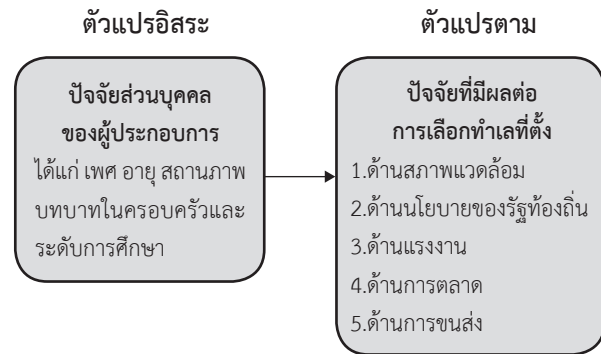 ตัวแปรอิสระ
ปัจจัยส่วนบุคคล
ของผู้ประกอบการ
ได้แก่ เพศ อายุ สถานภาพ
บทบาทในครอบครัวและ
ระดับการศึกษา
ตัวแปรตาม
ปัจจัยที่มีผลต่อ
การเลือกทำเลที่ตั้ง
1.ด้านสภาพแวดล้อม
2.ด้านนโยบายของรัฐท้องถิ่น
3.ด้านแรงงาน
4.ด้านการตลาด
5.ด้านการขนส่ง